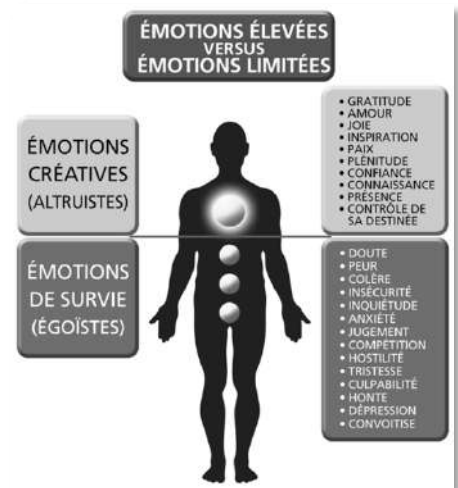 ÉMOTIONS ÉLEVÉES
VERSUS
ÉMOTIONS LIMITÉES
ÉMOTIONS
CRÉATIVES
(ALTRUISTES)
• GRATITUDE
• AMOUR
• JOIE
• INSPIRATION
• PAIX
• PLÉNITUDE
• CONFIANCE
• CONNAISSANCE
• PRÉSENCE
• CONTRÔLE DE
SA DESTINÉE
ÉMOTIONS
DE SURVIE
(ÉGOÏSTES)
• DOUTE
• PEUR
• COLÈRE
• INSÉCURITÉ
• INQUIÉTUDE
• ANXIÉTÉ
• JUGEMENT
• COMPÉTITION
• HOSTILITÉ
• TRISTESSE
• CULPABILITÉ
• HONTE
• DÉPRESSION
• CONVOITISE